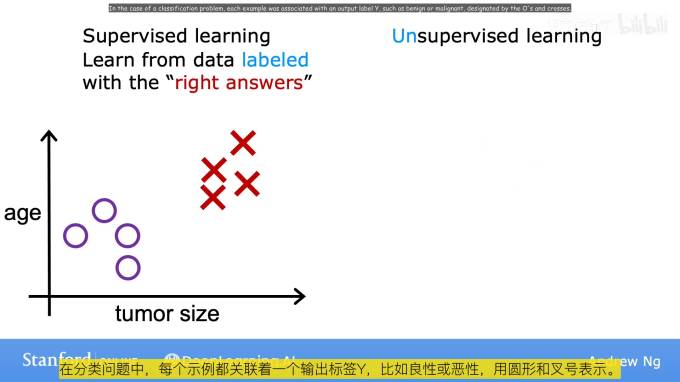 In the case of a classification problem, each example was associated with an output label Y, such as benign or malignant, designated by the O's and crosses.
bilibili
Supervised learning
Learn from data labeled
with the “right answers”
Unsupervised learning
age
tumor size
Stanford
Andrew Ng
在分类问题中，每个示例都关联着一个输出标签Y，比如良性或恶性，用圆形和叉号表示。